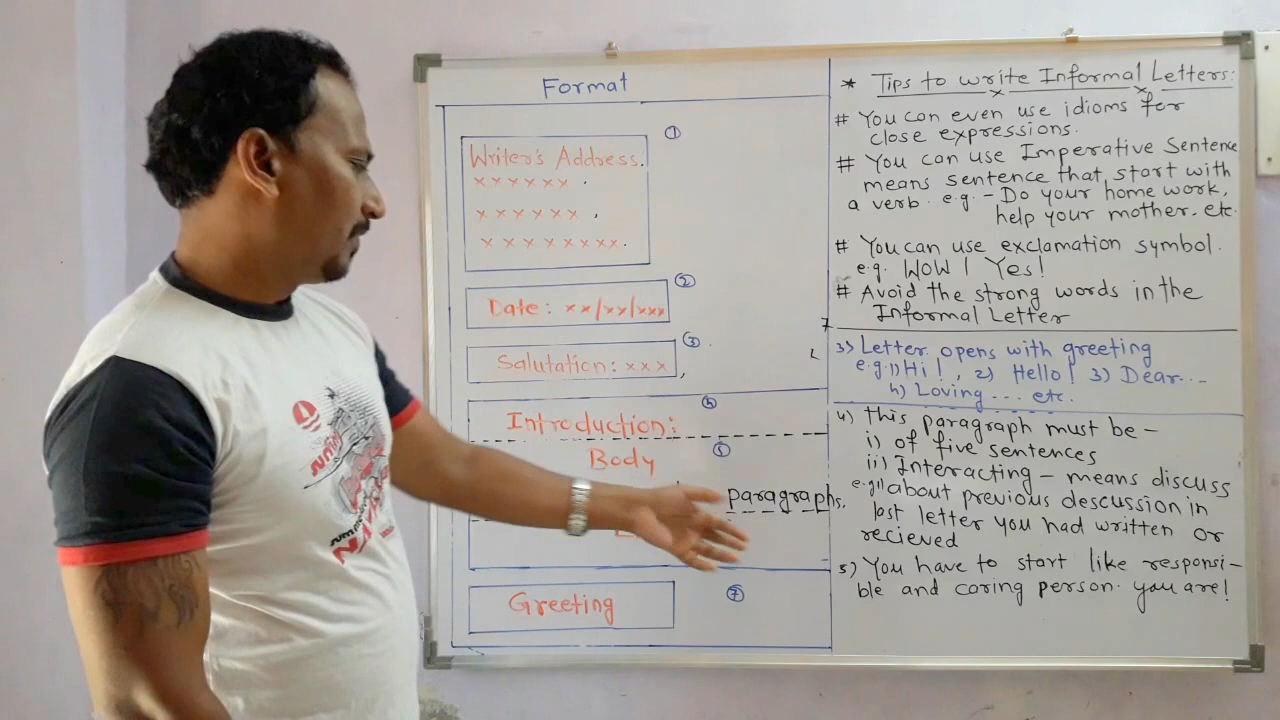 Format
①
Writer's Address.
xxxxxx .
xxxxxx ,
xxxxxxxx.
②
Date: xx/xx/xxx
③
Salutation: xxx ,
Introduction:
Body
⑤
paragraphs.
Greeting
⑦
* Tips to write Informal Letters:
# You can even use idioms for
close expressions.
# You can use Imperative Sentence
means sentence that start with
a verb. e.g. - Do your home work,
help your mother. etc.
# You can use exclamation symbol.
e.g. WOW! Yes!
# Avoid the strong words in the
Informal Letter
3) Letter opens with greeting
e.g. 1) Hi!, 2) Hello! 3) Dear...
4) Loving.... etc.
4) this paragraph must be -
i) of five sentences
ii) Interacting - means discuss
e.g. about previous descussion in
last letter you had written or
recieved
5) You have to start like responsi-
ble and caring person. you are!